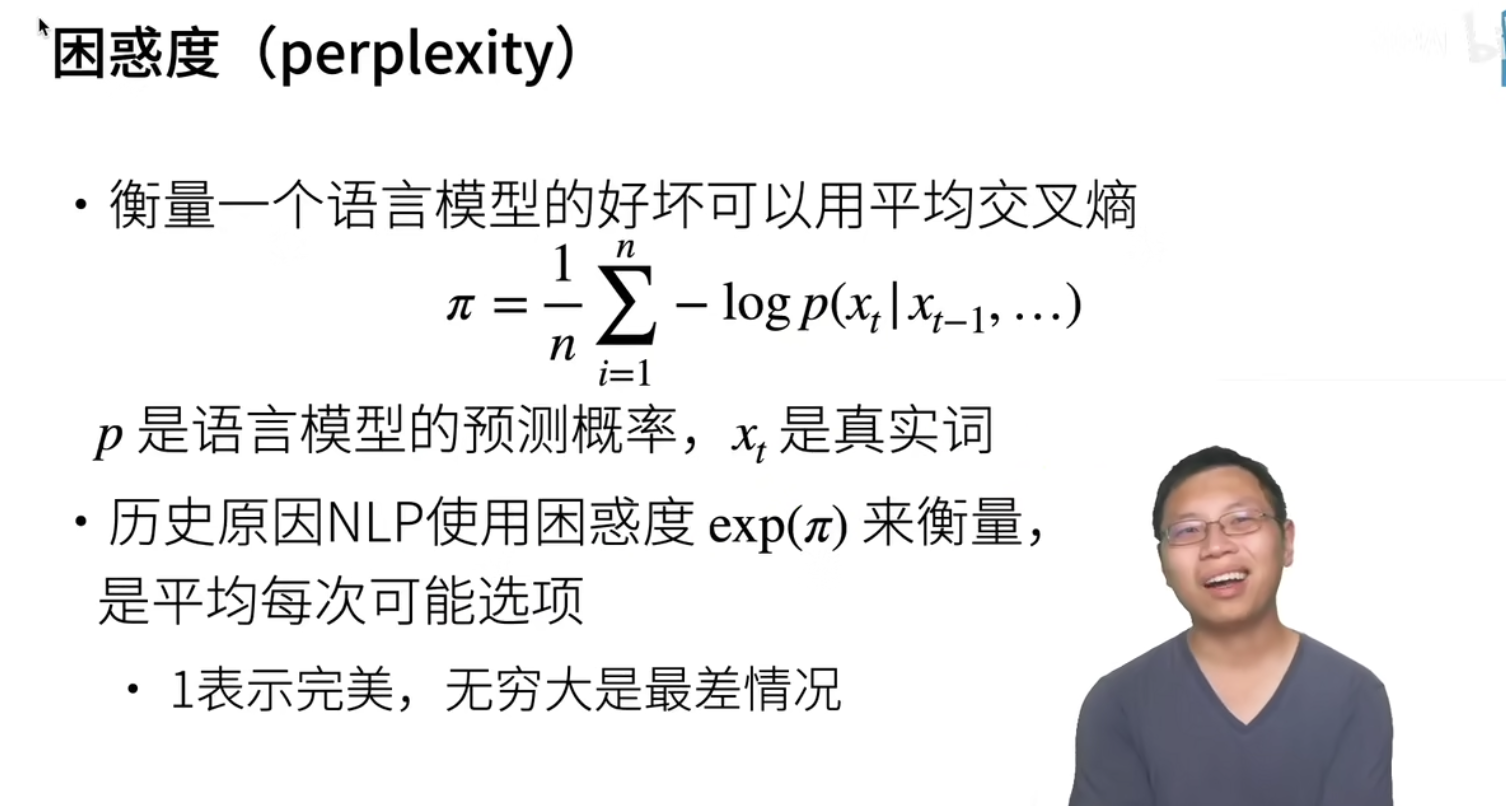 困惑度（perplexity）
• 衡量一个语言模型的好坏可以用平均交叉熵
π = \frac{1}{n} \sum_{i=1}^{n} − log p(x_t | x_{t−1}, …)
p 是语言模型的预测概率，x_t 是真实词
• 历史原因NLP使用困惑度 exp(π) 来衡量，
是平均每次可能选项
• 1表示完美，无穷大是最差情况